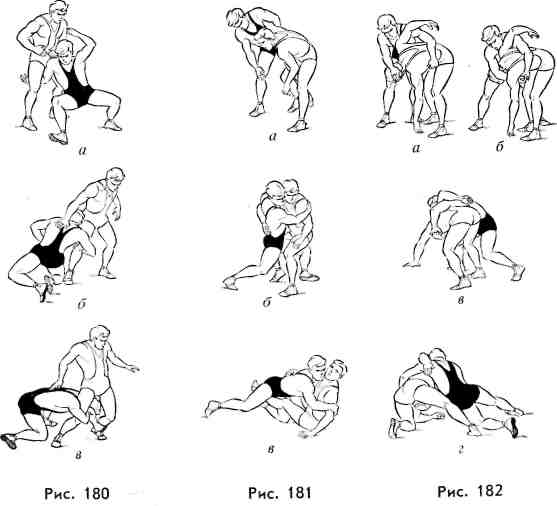 а а а б
б б в
в в г
Рис. 180 Рис. 181 Рис. 182